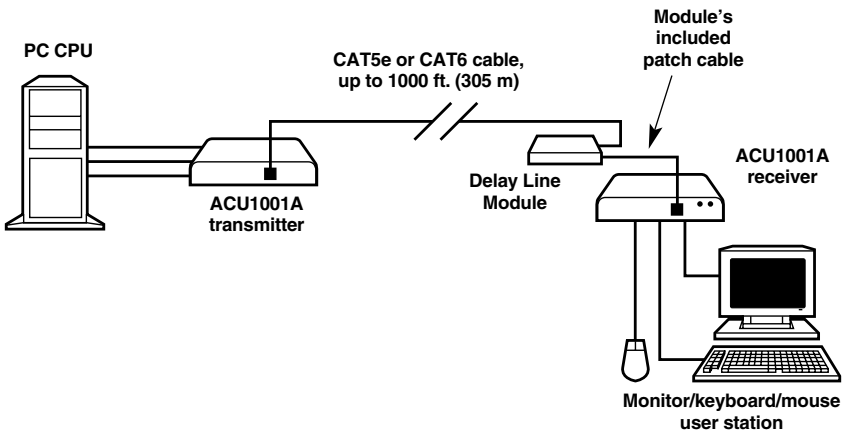 Module's
included
patch cable
PC CPU
CAT5e or CAT6 cable,
up to 1000 ft. (305 m)
ACU1001A
receiver
Delay Line
Module
ACU1001A
transmitter
Monitor/keyboard/mouse
user station